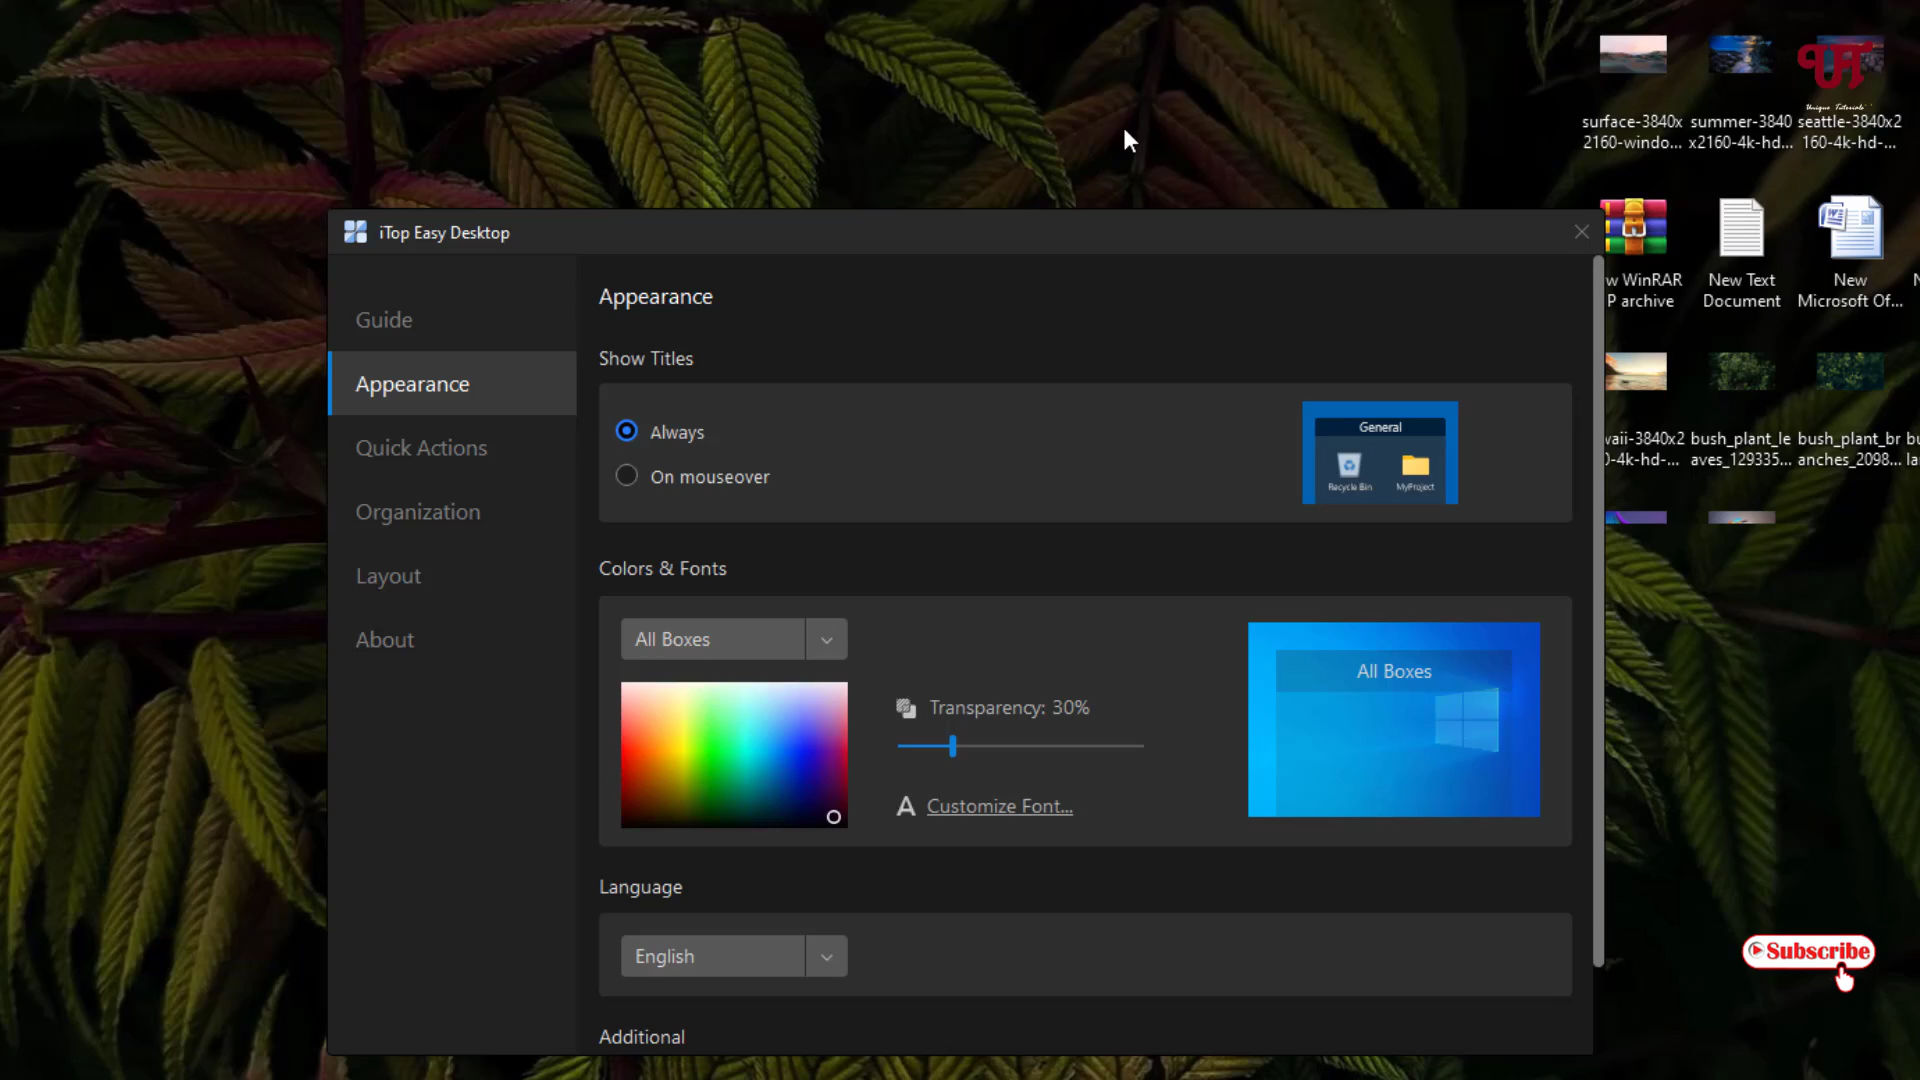 surface-3840x
2160-windo...
summer-3840
x2160-4k-hd...
Unique Tutorials
seattle-3840x2
160-4k-hd-...
iTop Easy Desktop
w WinRAR
P archive
New Text
Document
New
Microsoft Of...
Guide
Appearance
Quick Actions
Organization
Layout
About
Appearance
Show Titles
Always
On mouseover
General
Recycle Bin
MyProject
vaii-3840x2
0-4k-hd-...
bush_plant_le
aves_129335...
bush_plant_br
anches_2098...
Colors & Fonts
All Boxes
Transparency: 30%
Customize Font...
All Boxes
Language
English
Additional
Subscribe